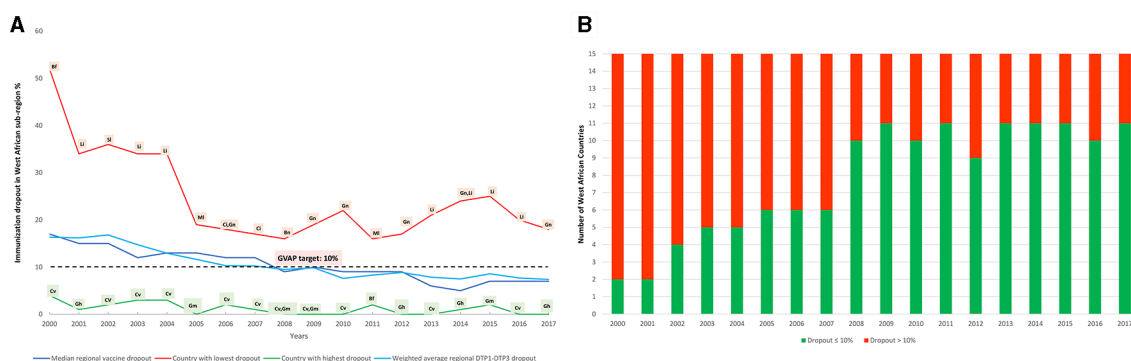 A
Immunization dropout in West African sub-region %
60
50
40
30
20
10
0
Bf
Li
Sl
Li
Li
Ml
Ci,Gn
Ci
Bn
Gn
Gn
Ml
Gn
Li
Gn,Li
Li
Li
Gn
GVAP target: 10%
Cv
Gh
CV
Cv
Cv
Gm
Cv
Cv
Cv,Gm
Cv,Gm
Cv
Bf
Gh
Cv
Gh
Gm
Cv
Gh
2000 2001 2002 2003 2004 2005 2006 2007 2008 2009 2010 2011 2012 2013 2014 2015 2016 2017
Years
Median regional vaccine dropout Country with lowest dropout Country with highest dropout Weighted average regional DTP1-DTP3 dropout
B
Number of West African Countries
15
14
13
12
11
10
9
8
7
6
5
4
3
2
1
0
2000 2001 2002 2003 2004 2005 2006 2007 2008 2009 2010 2011 2012 2013 2014 2015 2016 2017
Dropout ≤ 10% Dropout > 10%